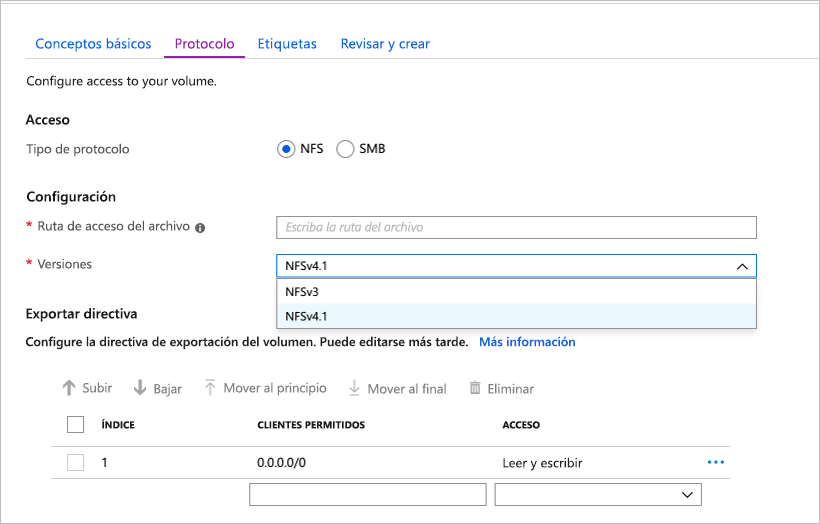 Conceptos básicos Protocolo Etiquetas Revisar y crear
Configure access to your volume.
Acceso
Tipo de protocolo NFS SMB
Configuración
* Ruta de acceso del archivo Escriba la ruta del archivo
* Versiones NFSv4.1
NFSv3
NFSv4.1
Exportar directiva
Configure la directiva de exportación del volumen. Puede editarse más tarde. Más información
Subir Bajar Mover al principio Mover al final Eliminar
ÍNDICE CLIENTES PERMITIDOS ACCESO
1 0.0.0.0/0 Leer y escribir